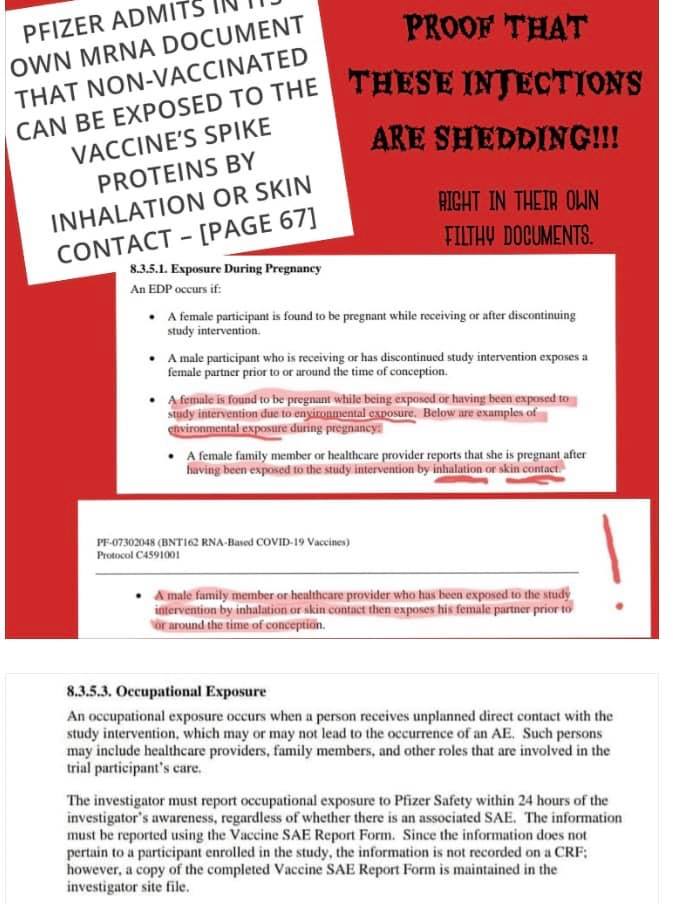 PFIZER ADMITS IN ITS
OWN MRNA DOCUMENT
THAT NON-VACCINATED
CAN BE EXPOSED TO THE
VACCINE'S SPIKE
PROTEINS BY
INHALATION OR SKIN
CONTACT – [PAGE 67]
PROOF THAT
THESE INJECTIONS
ARE SHEDDING!!!
RIGHT IN THEIR OWN
FILTHY DOCUMENTS.
8.3.5.1. Exposure During Pregnancy
An EDP occurs if:
• A female participant is found to be pregnant while receiving or after discontinuing
study intervention.
• A male participant who is receiving or has discontinued study intervention exposes a
female partner prior to or around the time of conception.
• A female is found to be pregnant while being exposed or having been exposed to
study intervention due to environmental exposure. Below are examples of
environmental exposure during pregnancy:
• A female family member or healthcare provider reports that she is pregnant after
having been exposed to the study intervention by inhalation or skin contact.
PF-07302048 (BNT162 RNA-Based COVID-19 Vaccines)
Protocol C4591001
!
• A male family member or healthcare provider who has been exposed to the study
intervention by inhalation or skin contact then exposes his female partner prior to
or around the time of conception.
8.3.5.3. Occupational Exposure
An occupational exposure occurs when a person receives unplanned direct contact with the
study intervention, which may or may not lead to the occurrence of an AE. Such persons
may include healthcare providers, family members, and other roles that are involved in the
trial participant's care.
The investigator must report occupational exposure to Pfizer Safety within 24 hours of the
investigator's awareness, regardless of whether there is an associated SAE. The information
must be reported using the Vaccine SAE Report Form. Since the information does not
pertain to a participant enrolled in the study, the information is not recorded on a CRF;
however, a copy of the completed Vaccine SAE Report Form is maintained in the
investigator site file.